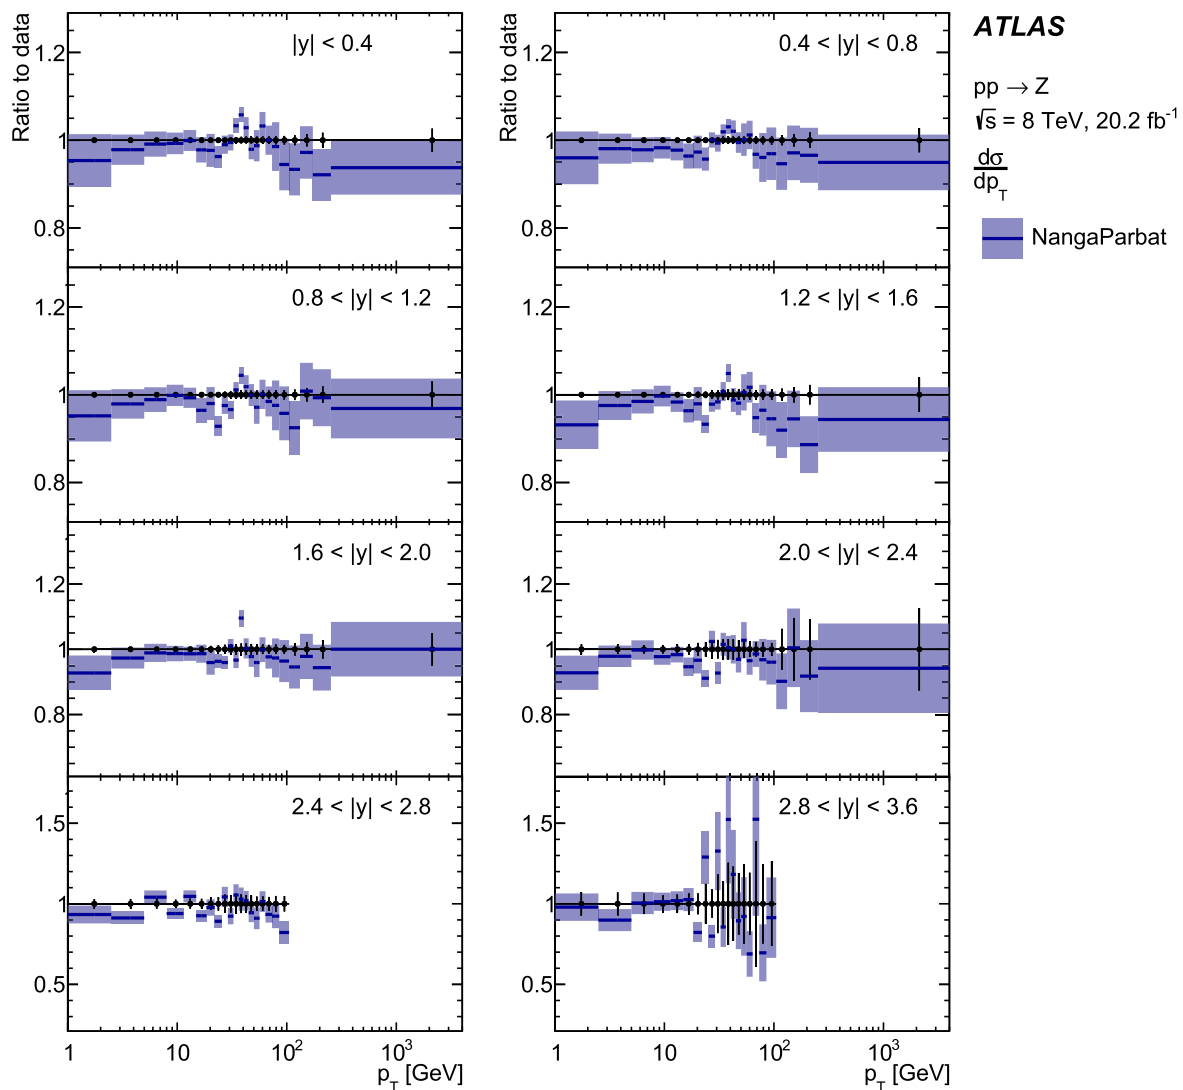 Ratio to data
|y| < 0.4
1.2
1
0.8
Ratio to data
0.4 < |y| < 0.8
1.2
1
0.8
ATLAS
pp → Z
√s = 8 TeV, 20.2 fb⁻¹
dσ
dp_T
NangaParbat
0.8 < |y| < 1.2
1.2
1
0.8
1.2 < |y| < 1.6
1.2
1
0.8
1.6 < |y| < 2.0
1.2
1
0.8
2.0 < |y| < 2.4
1.2
1
0.8
2.4 < |y| < 2.8
1.5
1
0.5
2.8 < |y| < 3.6
1.5
1
0.5
1 10 10² 10³
p_T [GeV]
1 10 10² 10³
p_T [GeV]